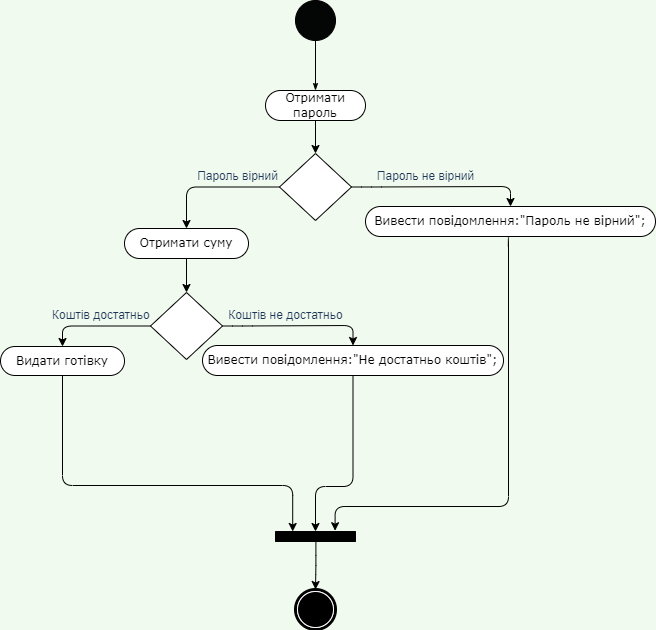 Отримати
пароль
Пароль вірний
Пароль не вірний
Вивести повідомлення:"Пароль не вірний";
Отримати суму
Коштів достатньо
Коштів не достатньо
Видати готівку
Вивести повідомлення:"Не достатньо коштів";